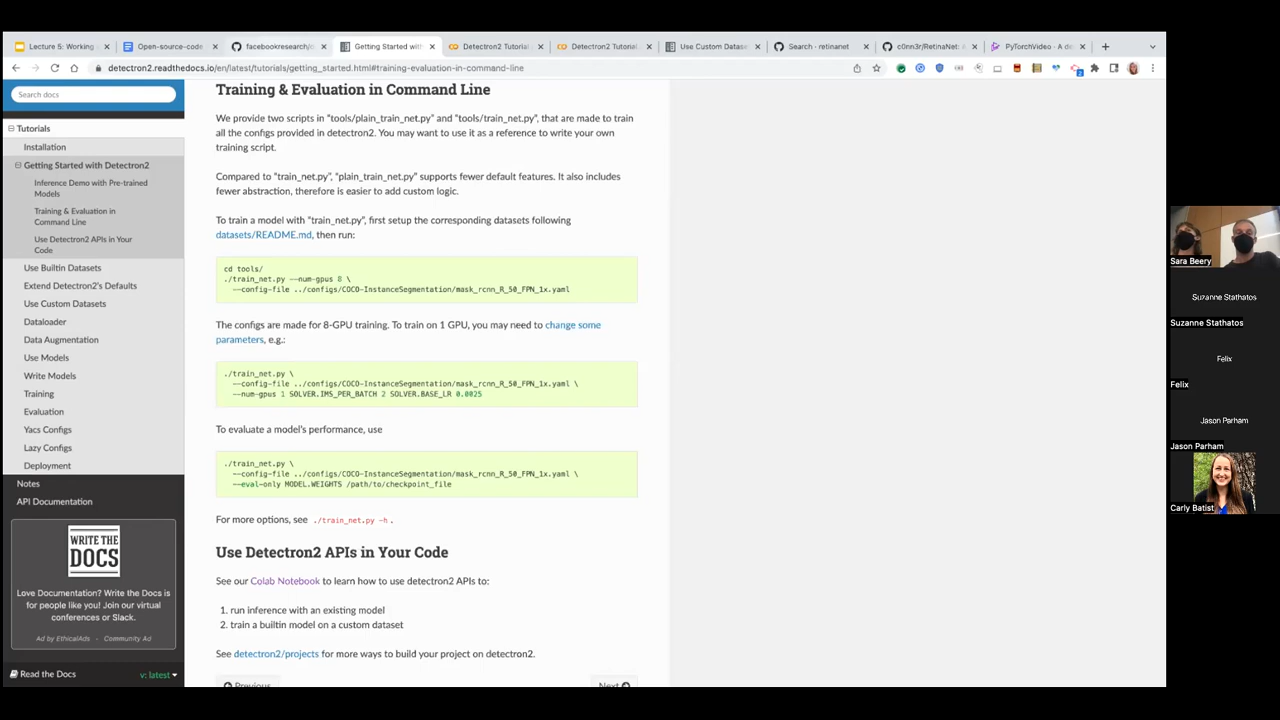 Lecture 5: Working
Open-source-code
facebookresearch/
Getting Started with
Detectron2 Tutorial
Detectron2 Tutorial.
Use Custom Datase
Search · retinanet
c0nn3r/RetinaNet:
PyTorchVideo · A d
detectron2.readthedocs.io/en/latest/tutorials/getting_started.html#training-evaluation-in-command-line
Search docs
Tutorials
Installation
Getting Started with Detectron2
Inference Demo with Pre-trained
Models
Training & Evaluation in
Command Line
Use Detectron2 APIs in Your
Code
Use Builtin Datasets
Extend Detectron2's Defaults
Use Custom Datasets
Dataloader
Data Augmentation
Use Models
Write Models
Training
Evaluation
Yacs Configs
Lazy Configs
Deployment
Notes
API Documentation
WRITE THE
DOCS
Love Documentation? Write the Docs is
for people like you! Join our virtual
conferences or Slack.
Ad by EthicalAds · Community Ad
Read the Docs
v: latest
Training & Evaluation in Command Line
We provide two scripts in "tools/plain_train_net.py" and "tools/train_net.py", that are made to train
all the configs provided in detectron2. You may want to use it as a reference to write your own
training script.
Compared to "train_net.py", "plain_train_net.py" supports fewer default features. It also includes
fewer abstraction, therefore is easier to add custom logic.
To train a model with "train_net.py", first setup the corresponding datasets following
datasets/README.md, then run:
cd tools/
./train_net.py --num-gpus 8 \
--config-file ../configs/COCO-InstanceSegmentation/mask_rcnn_R_50_FPN_1x.yaml
The configs are made for 8-GPU training. To train on 1 GPU, you may need to change some
parameters, e.g.:
./train_net.py \
--config-file ../configs/COCO-InstanceSegmentation/mask_rcnn_R_50_FPN_1x.yaml \
--num-gpus 1 SOLVER.IMS_PER_BATCH 2 SOLVER.BASE_LR 0.0025
To evaluate a model's performance, use
./train_net.py \
--config-file ../configs/COCO-InstanceSegmentation/mask_rcnn_R_50_FPN_1x.yaml \
--eval-only MODEL.WEIGHTS /path/to/checkpoint_file
For more options, see ./train_net.py -h .
Use Detectron2 APIs in Your Code
See our Colab Notebook to learn how to use detectron2 APIs to:
1. run inference with an existing model
2. train a builtin model on a custom dataset
See detectron2/projects for more ways to build your project on detectron2.
Previous
Next
Sara Beery
Suzanne Stathatos
Suzanne Stathatos
Felix
Felix
Jason Parham
Jason Parham
Carly Batist